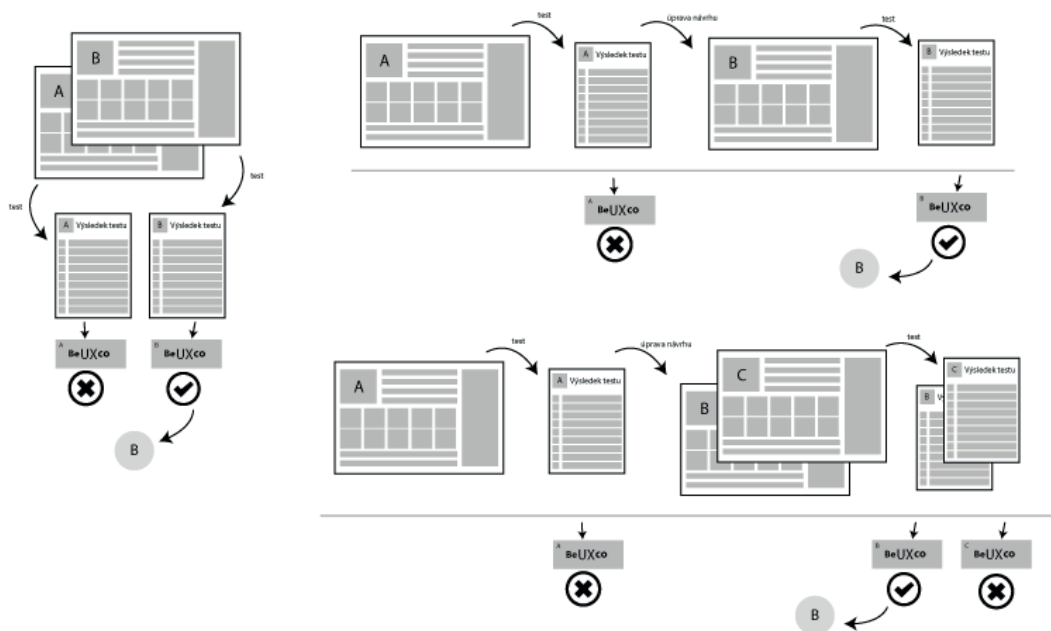 B
A
test
test
A Výsledek testu
B Výsledek testu
A
BeUXco
B
BeUXco
B
test
úprava návrhu
test
A
A Výsledek testu
B
B Výsledek testu
A
BeUXco
B
BeUXco
B
test
úprava návrhu
test
A
A Výsledek testu
C
B
C Výsledek testu
B
A
BeUXco
B
BeUXco
C
BeUXco
B